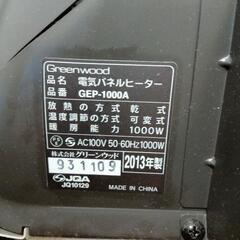 Greenwood
品名 電気パネルヒーター
品番 GEP-1000A
放熱の方式 乾式
温度調節の方式 可変式
暖房能力 1000W
AC100V 50-60Hz1000W
株式会社グリーンウッド 2013年製
931109
JQA
JQ10129 MADE IN CHINA